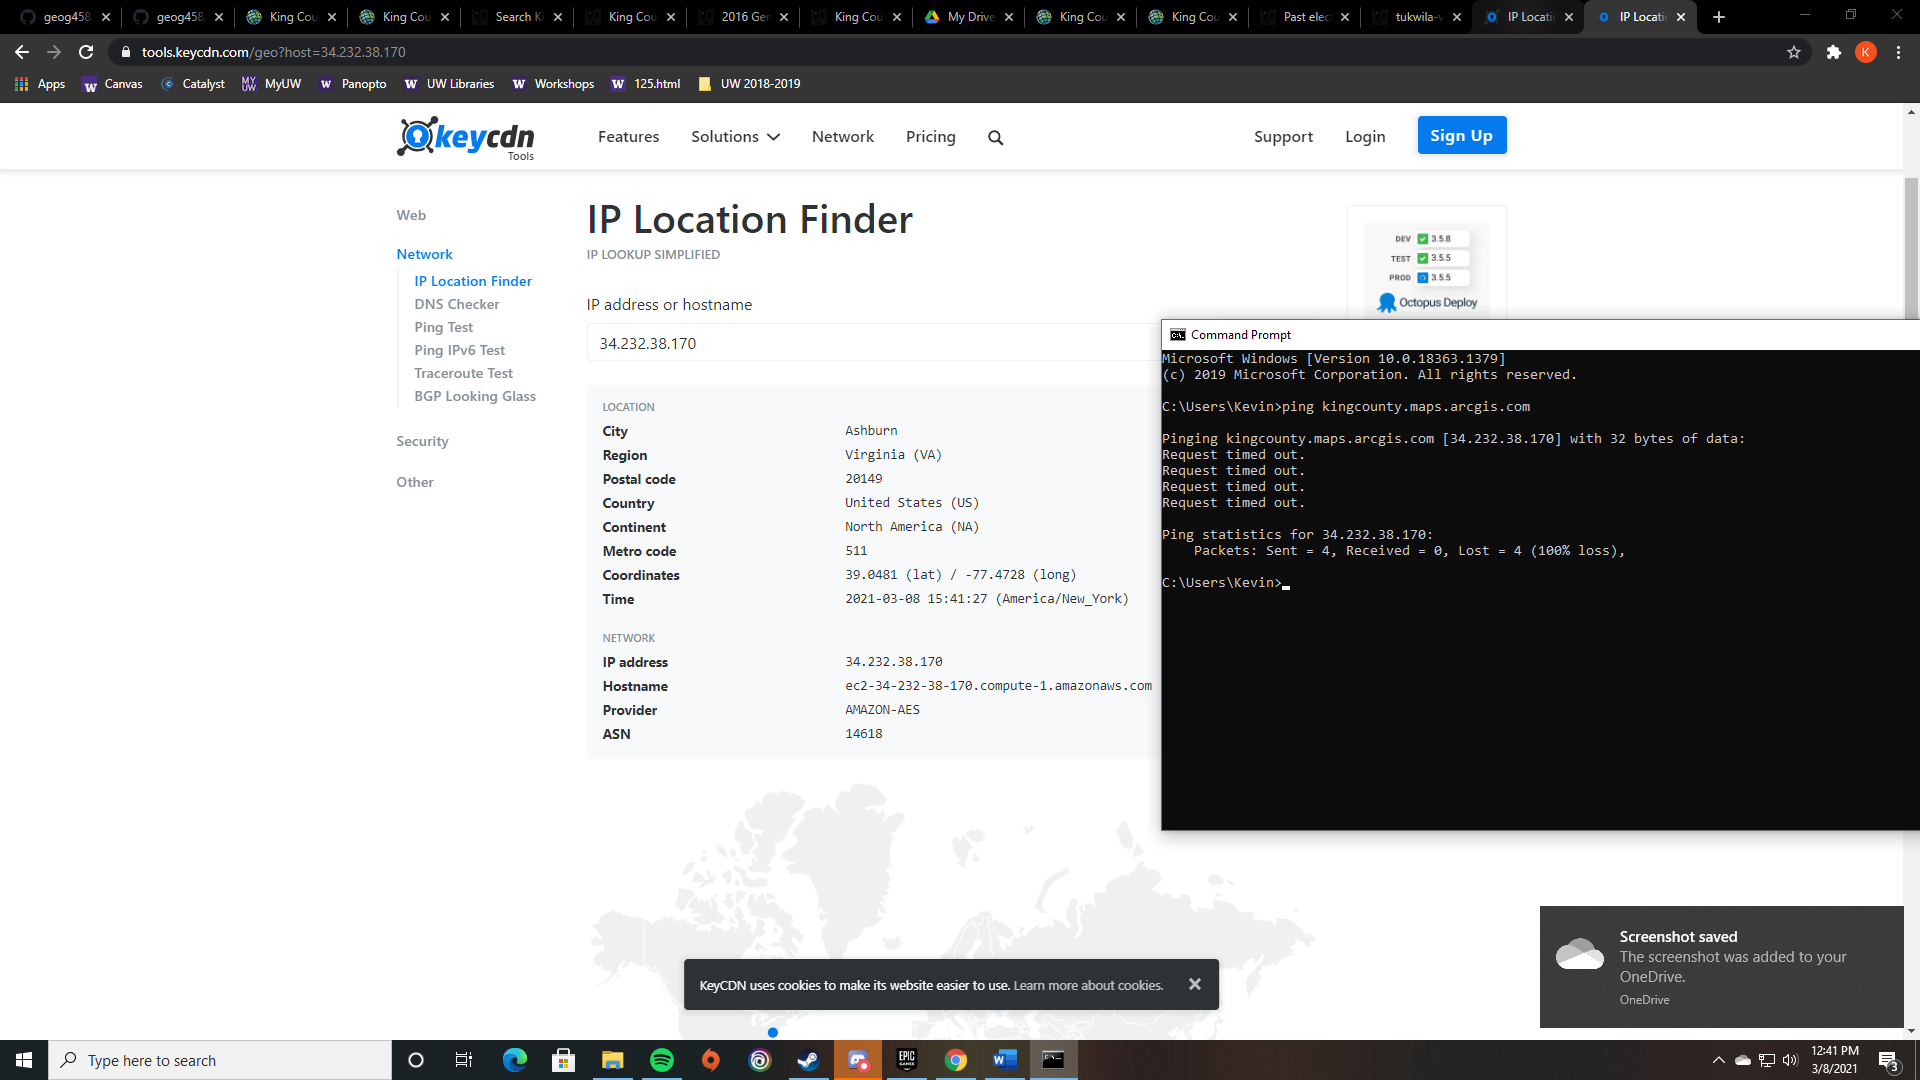 geog458
geog458
King Cou
King Cou
Search Ki
King Cou
2016 Gen
King Cou
My Drive
King Cou
King Cou
Past elec
tukwila-v
IP Locatio
IP Locatio
tools.keycdn.com/geo?host=34.232.38.170
K
Apps
Canvas
Catalyst
MyUW
Panopto
UW Libraries
Workshops
125.html
UW 2018-2019
keycdn
Tools
Features
Solutions
Network
Pricing
Support
Login
Sign Up
Web
Network
IP Location Finder
DNS Checker
Ping Test
Ping IPv6 Test
Traceroute Test
BGP Looking Glass
Security
Other
IP Location Finder
IP LOOKUP SIMPLIFIED
IP address or hostname
34.232.38.170
LOCATION
City Ashburn
Region Virginia (VA)
Postal code 20149
Country United States (US)
Continent North America (NA)
Metro code 511
Coordinates 39.0481 (lat) / -77.4728 (long)
Time 2021-03-08 15:41:27 (America/New_York)
NETWORK
IP address 34.232.38.170
Hostname ec2-34-232-38-170.compute-1.amazonaws.com
Provider AMAZON-AES
ASN 14618
DEV 3.5.8
TEST 3.5.5
PROD 3.5.5
Octopus Deploy
Command Prompt
Microsoft Windows [Version 10.0.18363.1379]
(c) 2019 Microsoft Corporation. All rights reserved.
C:\Users\Kevin>ping kingcounty.maps.arcgis.com
Pinging kingcounty.maps.arcgis.com [34.232.38.170] with 32 bytes of data:
Request timed out.
Request timed out.
Request timed out.
Request timed out.
Ping statistics for 34.232.38.170:
Packets: Sent = 4, Received = 0, Lost = 4 (100% loss),
C:\Users\Kevin>
KeyCDN uses cookies to make its website easier to use. Learn more about cookies.
Screenshot saved
The screenshot was added to your
OneDrive.
OneDrive
Type here to search
EPIC
GAMES
12:41 PM
3/8/2021
3